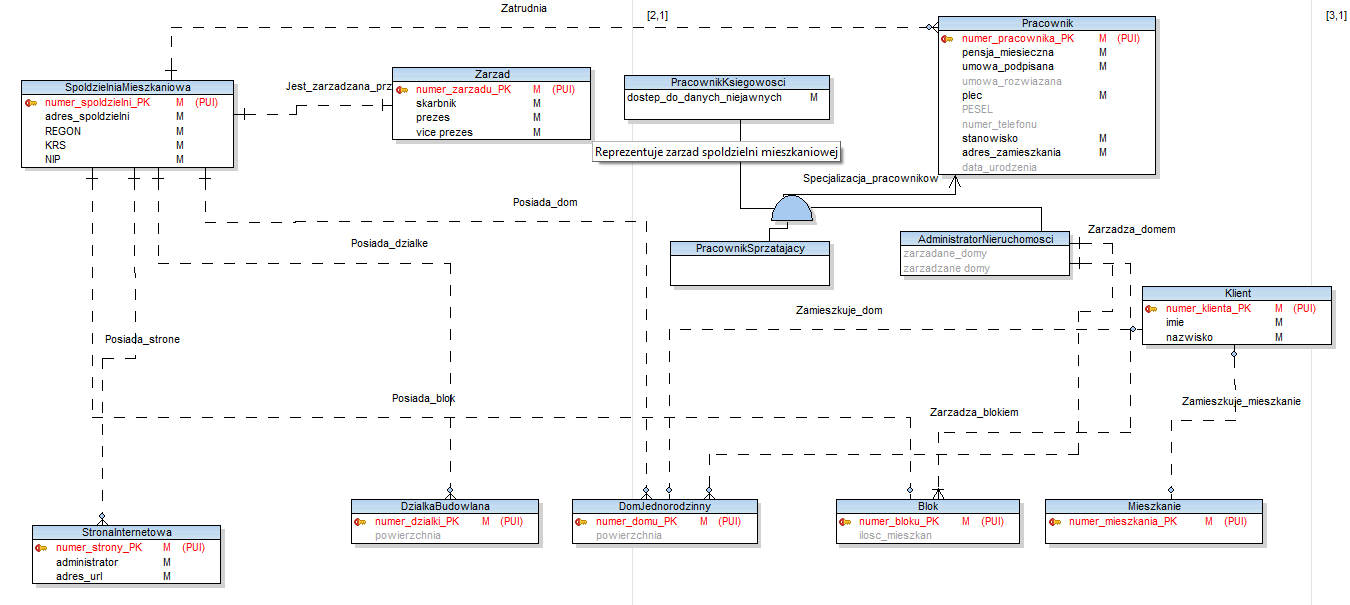 Zatrudnia
[2,1]
[3,1]
Pracownik
numer_pracownika_PK M (PUI)
pensja_miesieczna M
umowa_podpisana M
umowa_rozwiazana
plec M
PESEL
numer_telefonu
stanowisko M
adres_zamieszkania M
data_urodzenia
SpoldzielniaMieszkaniowa
numer_spoldzielni_PK M (PUI)
adres_spoldzielni M
REGON M
KRS M
NIP M
Jest_zarzadzana_prz
Zarzad
numer_zarzadu_PK M (PUI)
skarbnik M
prezes M
vice prezes M
PracownikKsiegowosci
dostep_do_danych_niejawnych M
Reprezentuje zarzad spoldzielni mieszkaniowej
Specjalizacja_pracownikow
Posiada_dom
Posiada_dzialke
PracownikSprzatajacy
AdministratorNieruchomosci
zarzadane_domy
zarzadzane domy
Zarzadza_domem
Klient
numer_klienta_PK M (PUI)
imie M
nazwisko M
Zamieszkuje_dom
Posiada_strone
Posiada_blok
Zarzadza_blokiem
Zamieszkuje_mieszkanie
StronaInternetowa
numer_strony_PK M (PUI)
administrator M
adres_url M
DzialkaBudowlana
numer_dzialki_PK M (PUI)
powierzchnia
DomJednorodzinny
numer_domu_PK M (PUI)
powierzchnia
Blok
numer_bloku_PK M (PUI)
ilosc_mieszkan
Mieszkanie
numer_mieszkania_PK M (PUI)